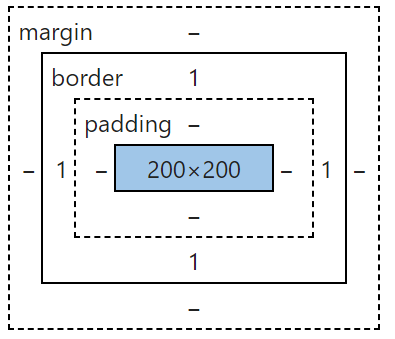 margin –
border 1
padding –
– 1 – 200×200 – 1 –
–
1
–